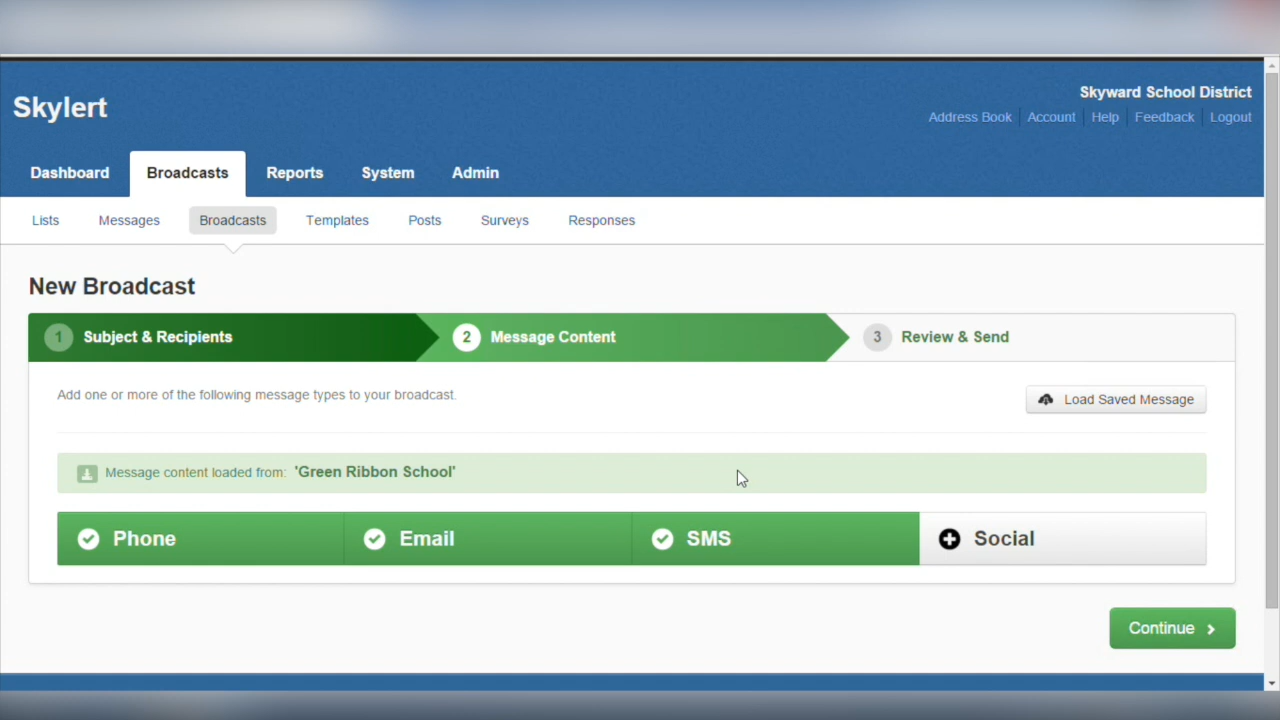 Skylert
Skyward School District
Address Book Account Help Feedback Logout
Dashboard Broadcasts Reports System Admin
Lists Messages Broadcasts Templates Posts Surveys Responses
New Broadcast
1 Subject & Recipients 2 Message Content 3 Review & Send
Add one or more of the following message types to your broadcast.
Load Saved Message
Message content loaded from: 'Green Ribbon School'
Phone Email SMS Social
Continue